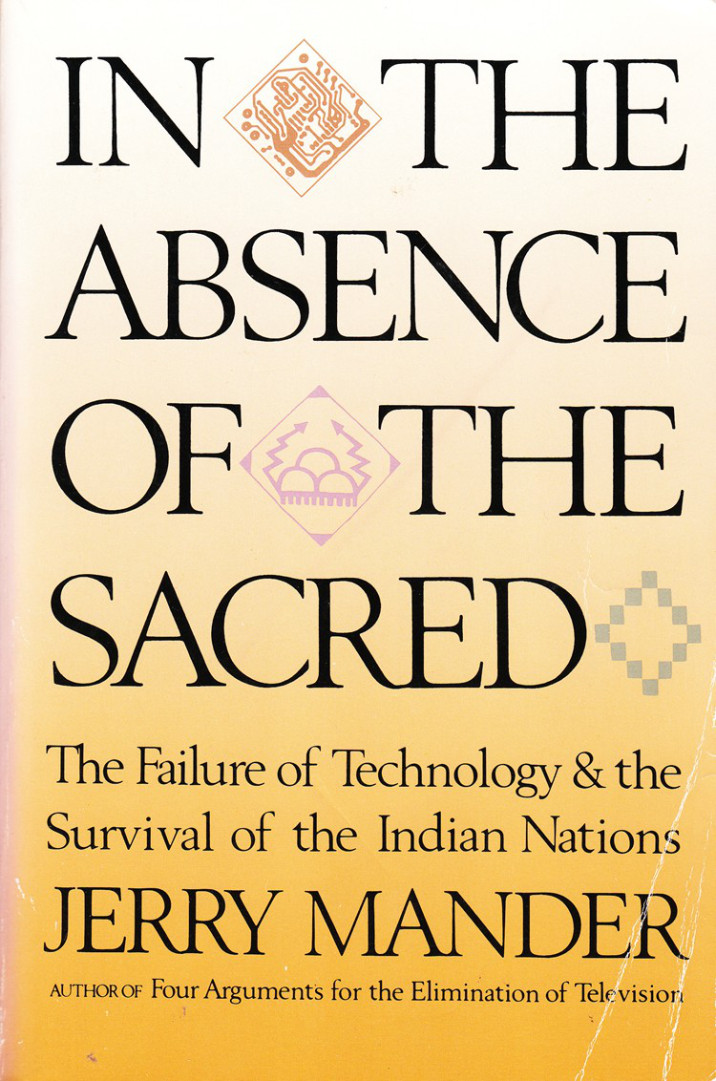 IN THE
ABSENCE
OF THE
SACRED
The Failure of Technology & the
Survival of the Indian Nations
JERRY MANDER
AUTHOR OF Four Arguments for the Elimination of Television